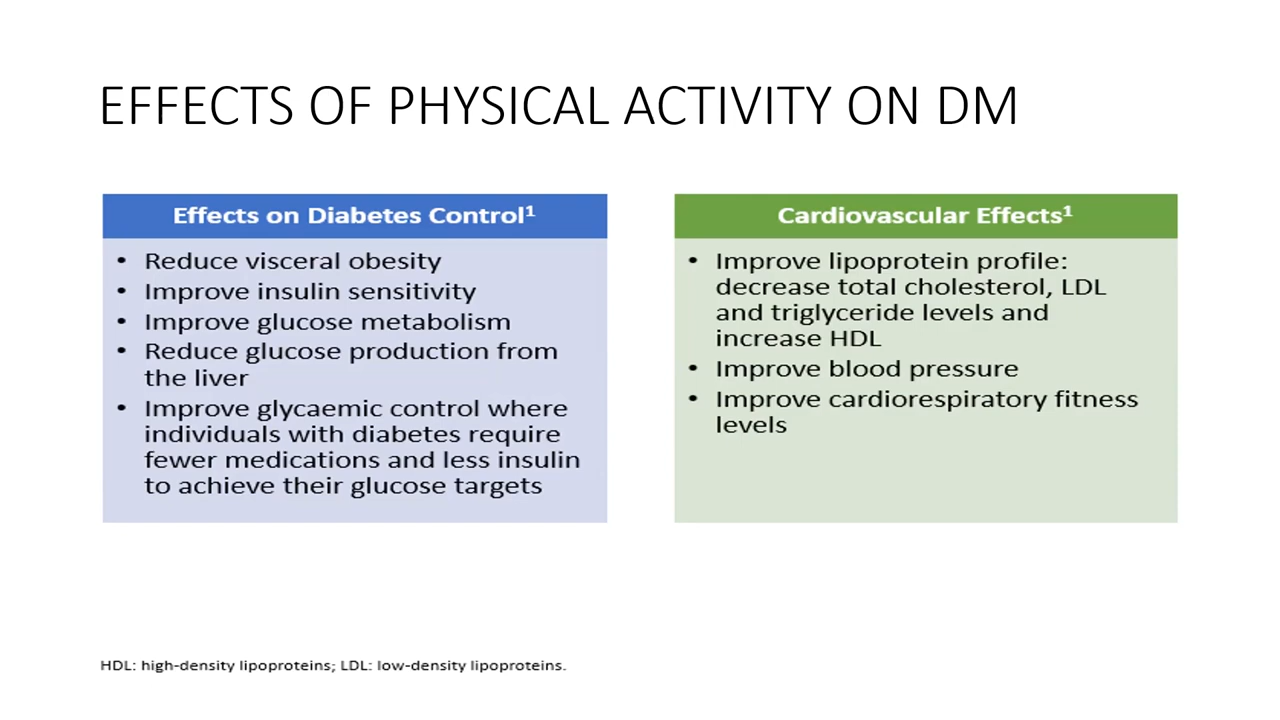 EFFECTS OF PHYSICAL ACTIVITY ON DM
Effects on Diabetes Control¹
• Reduce visceral obesity
• Improve insulin sensitivity
• Improve glucose metabolism
• Reduce glucose production from
the liver
• Improve glycaemic control where
individuals with diabetes require
fewer medications and less insulin
to achieve their glucose targets
Cardiovascular Effects¹
• Improve lipoprotein profile:
decrease total cholesterol, LDL
and triglyceride levels and
increase HDL
• Improve blood pressure
• Improve cardiorespiratory fitness
levels
HDL: high-density lipoproteins; LDL: low-density lipoproteins.